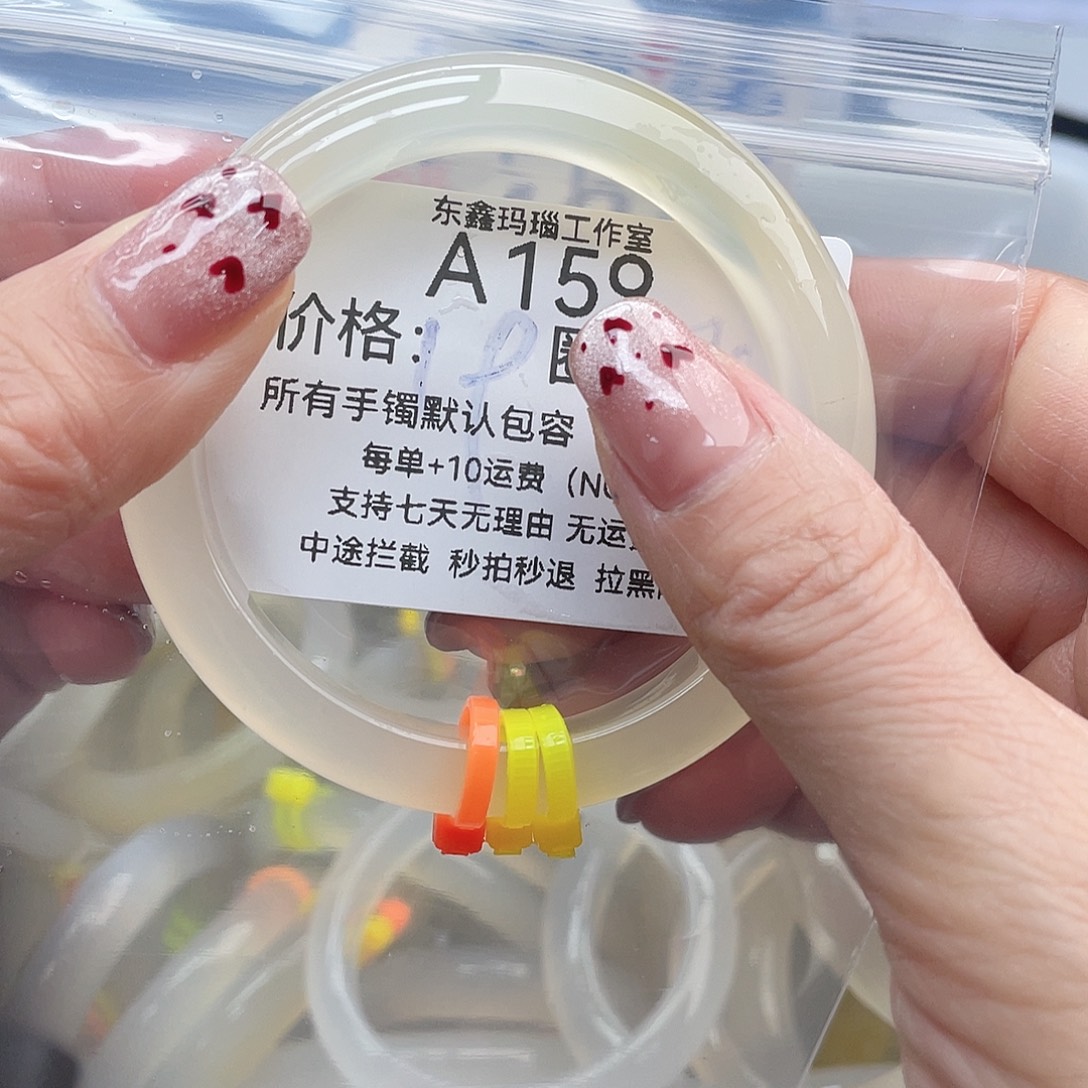 东鑫玛瑙工作室
A159
价格: 圈
所有手镯默认包容
每单+10运费（No
支持七天无理由 无运
中途拦截 秒拍秒退 拉黑